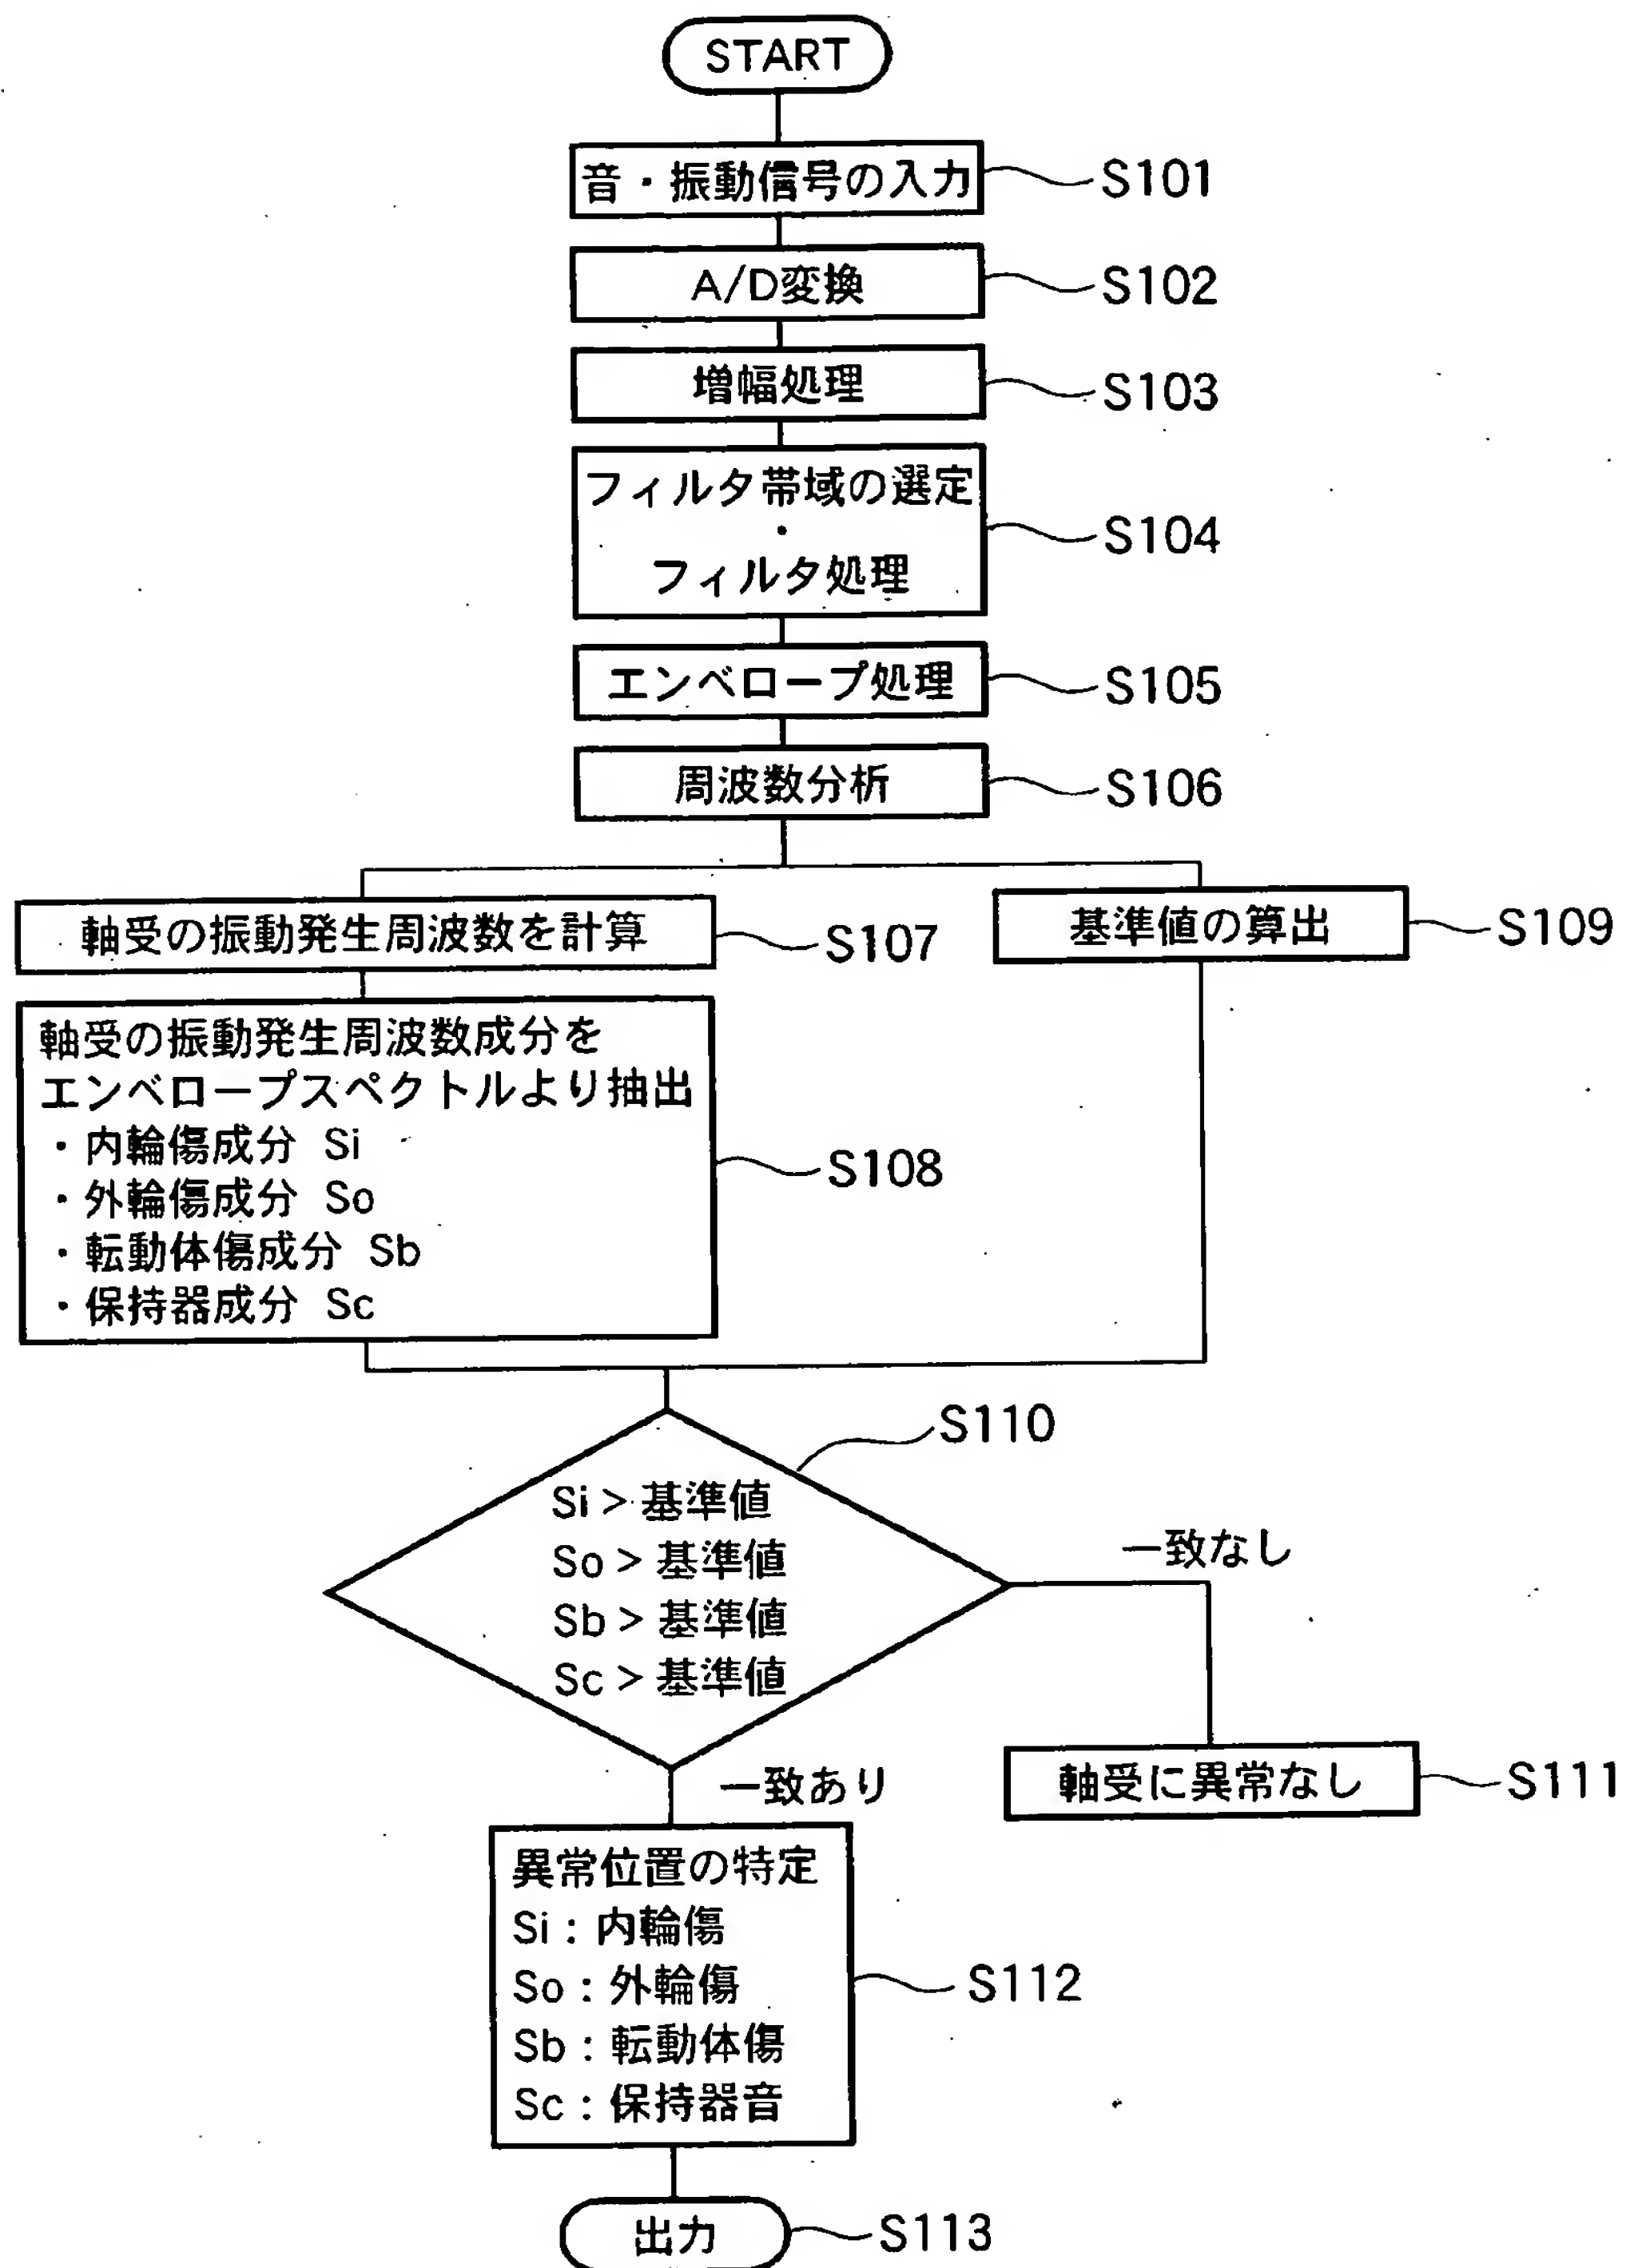 START
音・振動信号の入力
S101
A/D変換
S102
増幅処理
S103
フィルタ帯域の選定
・
フィルタ処理
S104
エンベロープ処理
S105
周波数分析
S106
軸受の振動発生周波数を計算
S107
基準値の算出
S109
軸受の振動発生周波数成分を
エンベロープスペクトルより抽出
・内輪傷成分 Si
・外輪傷成分 So
・転動体傷成分 Sb
・保持器成分 Sc
S108
S110
Si > 基準値
So > 基準値
Sb > 基準値
Sc > 基準値
一致なし
一致あり
軸受に異常なし
S111
異常位置の特定
Si : 内輪傷
So : 外輪傷
Sb : 転動体傷
Sc : 保持器音
S112
出力
S113